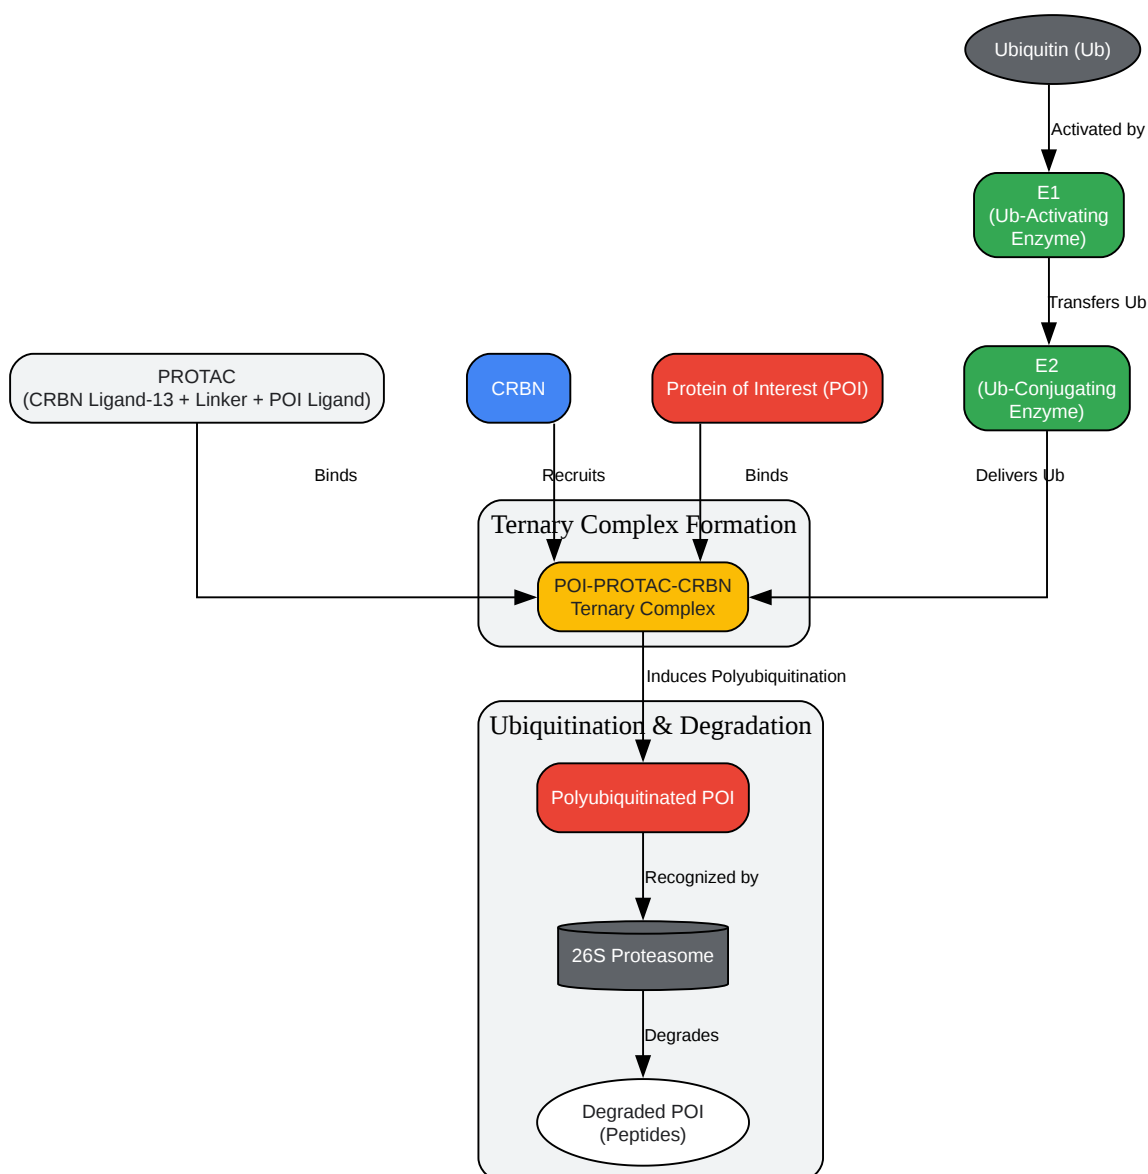 Ubiquitin (Ub)
Activated by
E1
(Ub-Activating
Enzyme)
Transfers Ub
PROTAC
(CRBN Ligand-13 + Linker + POI Ligand)
CRBN
Protein of Interest (POI)
E2
(Ub-Conjugating
Enzyme)
Binds
Recruits
Binds
Delivers Ub
Ternary Complex Formation
POI-PROTAC-CRBN
Ternary Complex
Induces Polyubiquitination
Ubiquitination & Degradation
Polyubiquitinated POI
Recognized by
26S Proteasome
Degrades
Degraded POI
(Peptides)